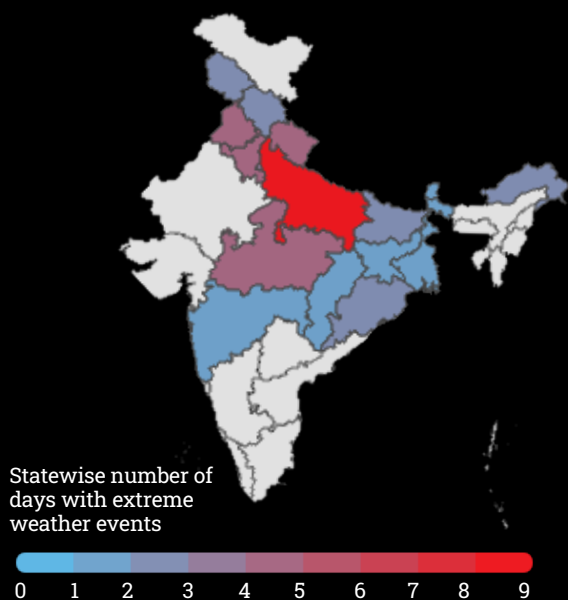 Statewise number of
days with extreme
weather events
0 1 2 3 4 5 6 7 8 9